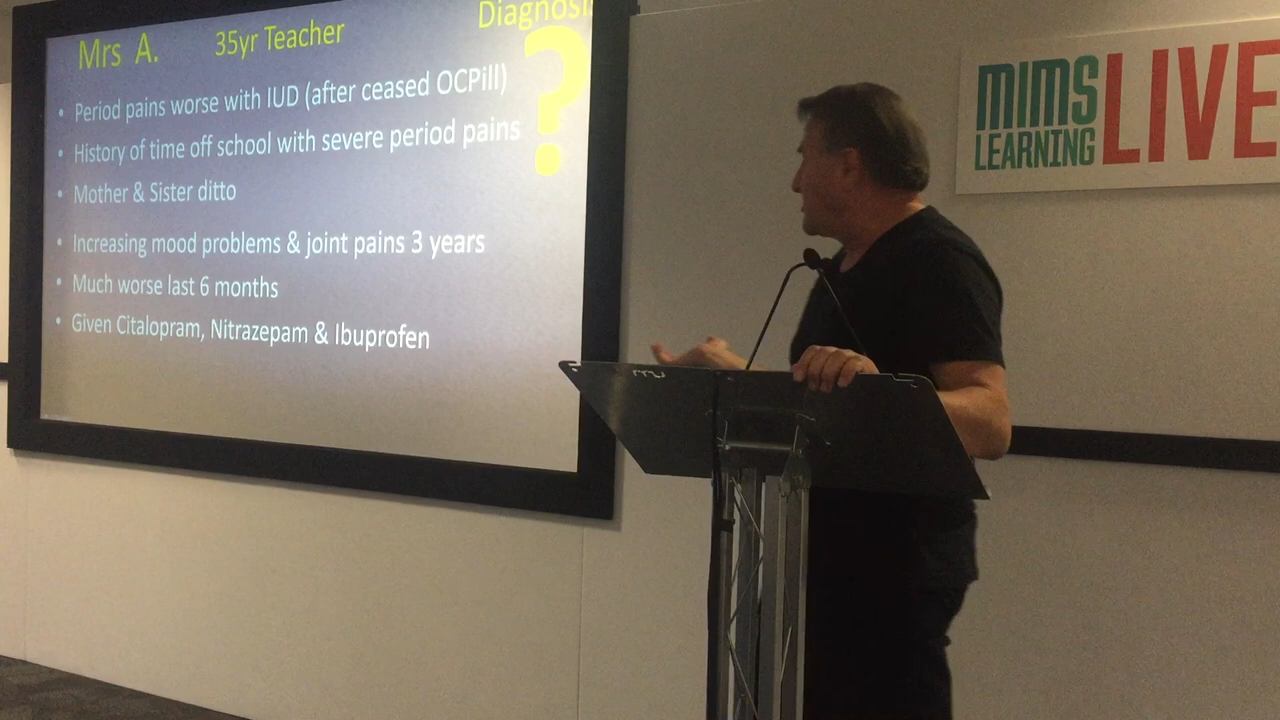 Mrs A. 35yr Teacher Diagnosis
?
• Period pains worse with IUD (after ceased OCPill)
• History of time off school with severe period pains
• Mother & Sister ditto
• Increasing mood problems & joint pains 3 years
• Much worse last 6 months
• Given Citalopram, Nitrazepam & Ibuprofen
MIMS
LEARNING
LIVE